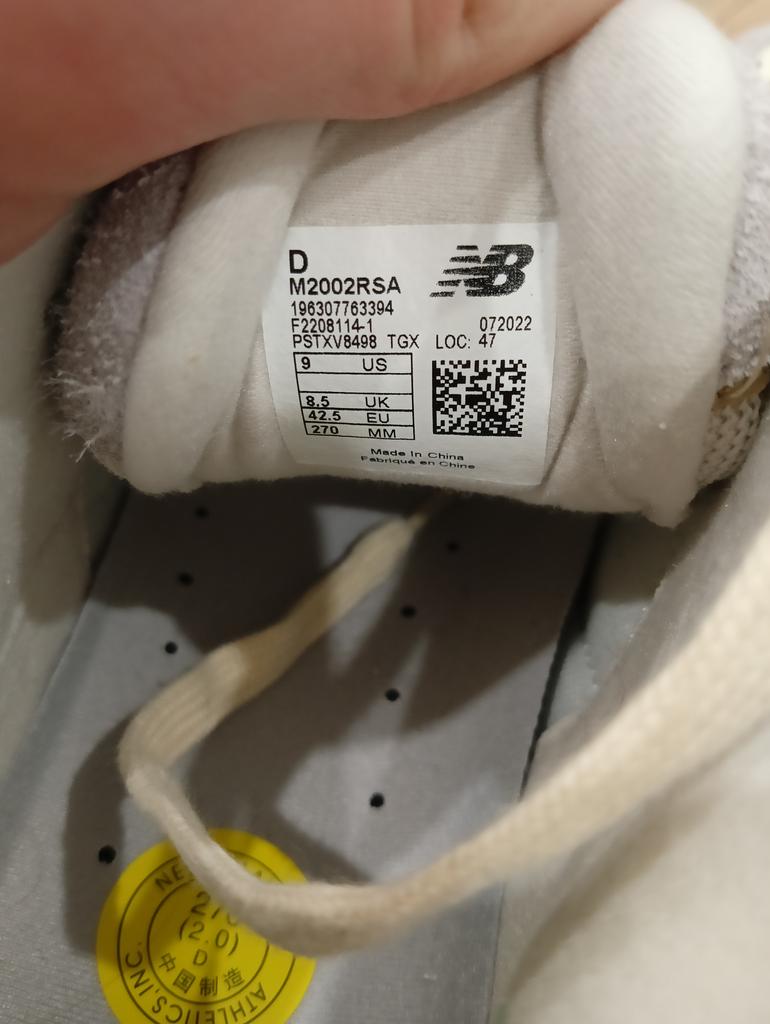 D
NB
M2002RSA
196307763394
F2208114-1 072022
PSTXV8498 TGX LOC: 47
9 US
8.5 UK
42.5 EU
270 MM
Made In China
Fabriqué en Chine
(2.0)
D
中国制造
ATHLETICS, INC.